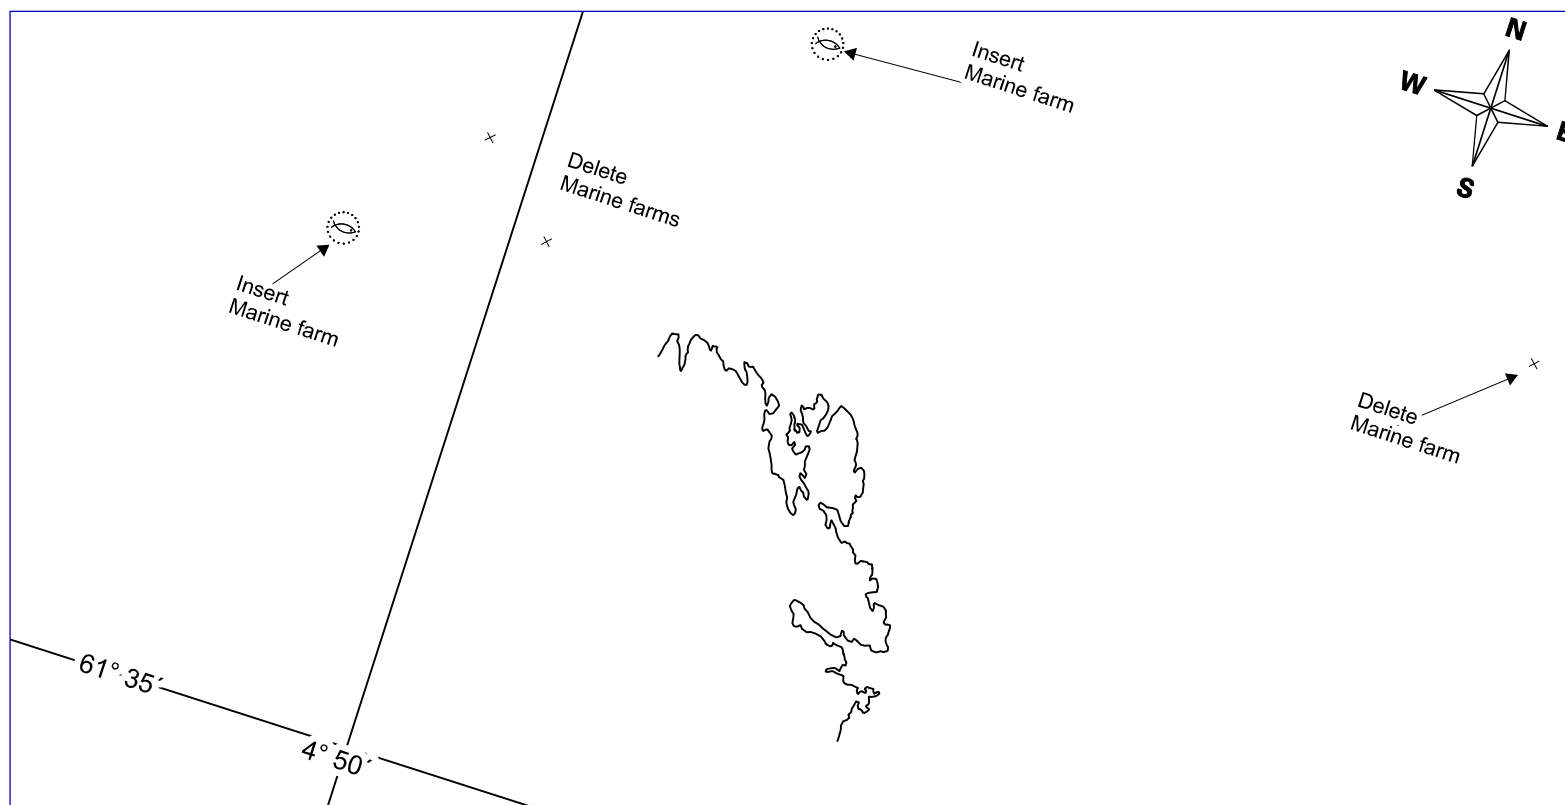 N
Insert
Marine farm
W
E
S
Delete
Marine farms
Insert
Marine farm
Delete
Marine farm
61° 35′
4° 50′